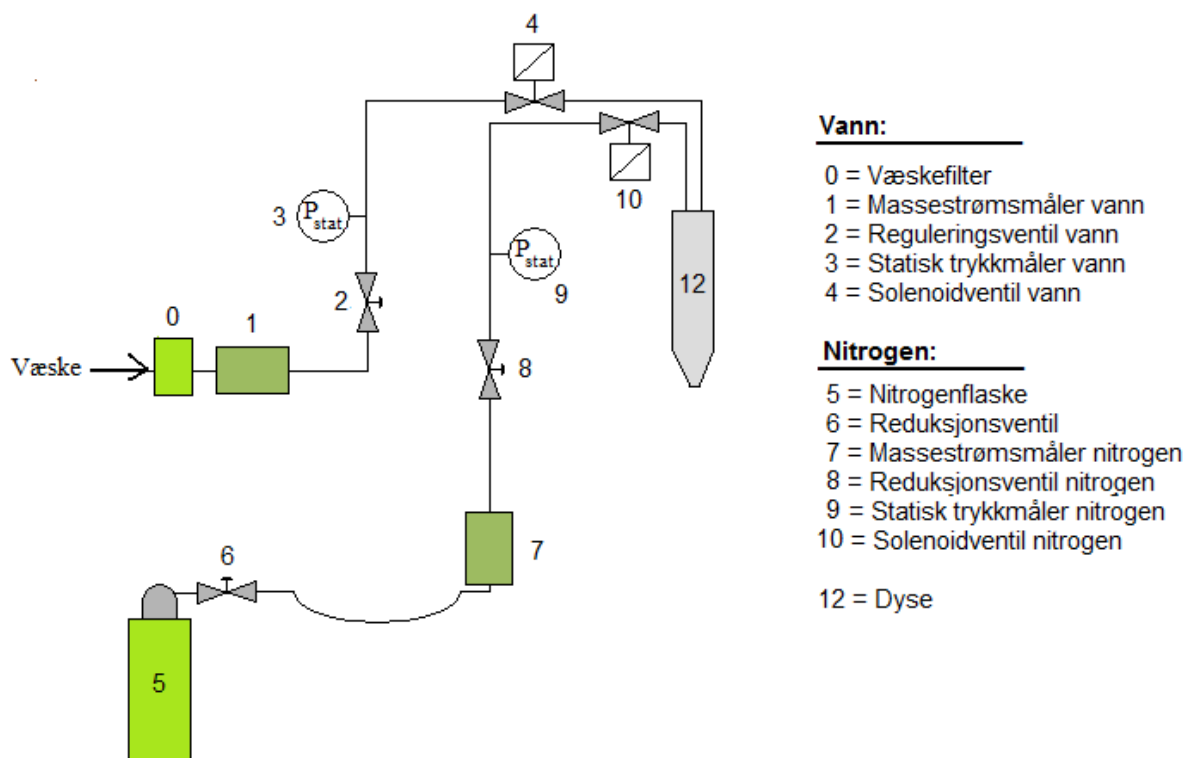 4
10
3
P
stat
P
stat
9
2
12
0
1
8
Væske
7
6
5
Vann:
0 = Væskefilter
1 = Massestrømsmåler vann
2 = Reguleringsventil vann
3 = Statisk trykkmåler vann
4 = Solenoidventil vann
Nitrogen:
5 = Nitrogenflaske
6 = Reduksjonsventil
7 = Massestrømsmåler nitrogen
8 = Reduksjonsventil nitrogen
9 = Statisk trykkmåler nitrogen
10 = Solenoidventil nitrogen
12 = Dyse